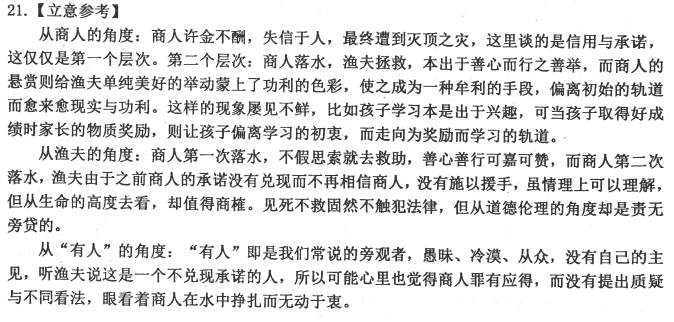 21.【立意参考】
从商人的角度：商人许金不酬，失信于人，最终遭到灭顶之灾，这里谈的是信用与承诺，
这仅仅是第一个层次。第二个层次：商人落水，渔夫拯救，本出于善心而行之善举，而商人的
悬赏则给渔夫单纯美好的举动蒙上了功利的色彩，使之成为一种牟利的手段，偏离初始的轨道
而愈来愈现实与功利。这样的现象屡见不鲜，比如孩子学习本是出于兴趣，可当孩子取得好成
绩时家长的物质奖励，则让孩子偏离学习的初衷，而走向为奖励而学习的轨道。
从渔夫的角度：商人第一次落水，不假思索就去救助，善心善行可嘉可赞，而商人第二次
落水，渔夫由于之前商人的承诺没有兑现而不再相信商人，没有施以援手，虽情理上可以理解，
但从生命的高度去看，却值得商榷。见死不救固然不触犯法律，但从道德伦理的角度却是责无
旁贷的。
从“有人”的角度：“有人”即是我们常说的旁观者，愚昧、冷漠、从众，没有自己的主
见，听渔夫说这是一个不兑现承诺的人，所以可能心里也觉得商人罪有应得，而没有提出质疑
与不同看法，眼看着商人在水中挣扎而无动于衷。